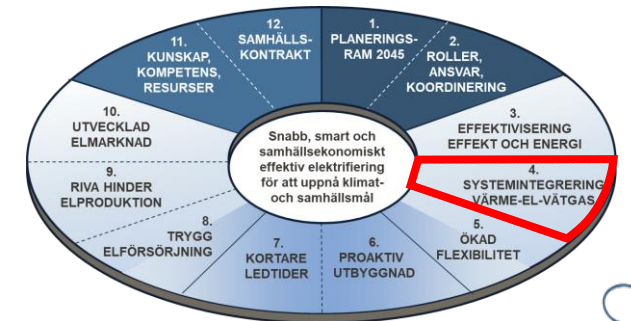 1.
PLANERINGS-
RAM 2045
2.
ROLLER,
ANSVAR,
KOORDINERING
3.
EFFEKTIVISERING
EFFEKT OCH ENERGI
4.
SYSTEMINTEGRERING
VÄRME-EL-VÄTGAS
5.
ÖKAD
FLEXIBILITET
6.
PROAKTIV
UTBYGGNAD
7.
KORTARE
LEDTIDER
8.
TRYGG
ELFÖRSÖRJNING
9.
RIVA HINDER
ELPRODUKTION
10.
UTVECKLAD
ELMARKNAD
11.
KUNSKAP,
KOMPETENS,
RESURSER
12.
SAMHÄLLS-
KONTRAKT
Snabb, smart och
samhällsekonomiskt
effektiv elektrifiering
för att uppnå klimat-
och samhällsmål